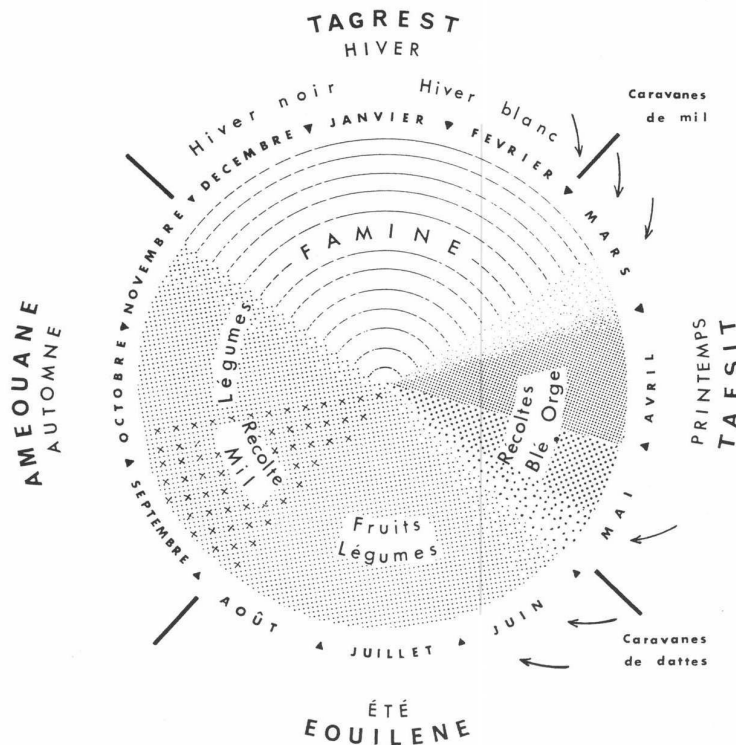 TAGREST
HIVER
Hiver noir
Hiver blanc
Caravanes
de mil
JANVIER
FEVRIER
MARS
AVRIL
MAI
JUIN
JUILLET
AOÛT
SEPTEMBRE
OCTOBRE
NOVEMBRE
DECEMBRE
FAMINE
Légumes
Récolte
Mil
Récoltes
Blé. Orge
Fruits
Légumes
AMEOUANE
AUTOMNE
PRINTEMPS
TAFSIT
Caravanes
de dattes
ÉTÉ
EOUILENE